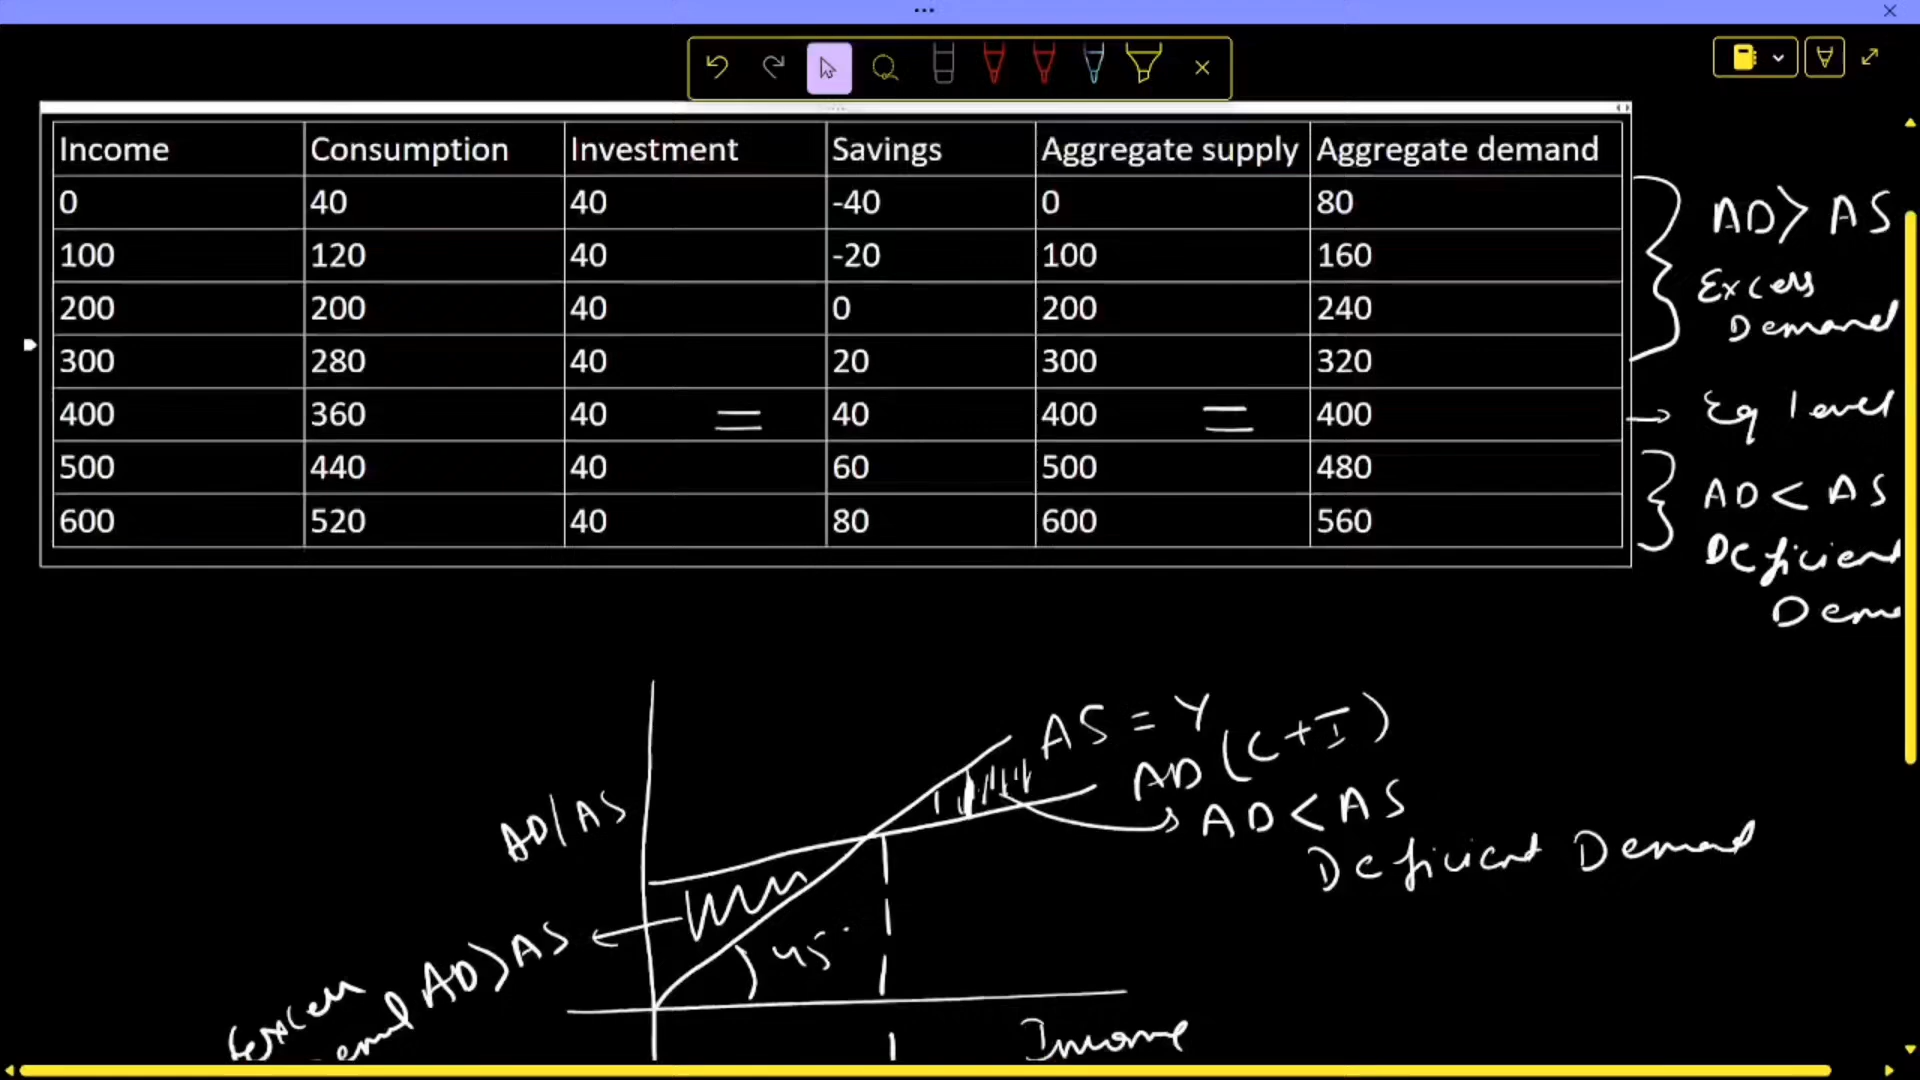 Income Consumption Investment Savings Aggregate supply Aggregate demand
0 40 40 -40 0 80
100 120 40 -20 100 160
200 200 40 0 200 240
300 280 40 20 300 320
400 360 40 = 40 400 = 400
500 440 40 60 500 480
600 520 40 80 600 560
AD > AS
Excess
Demand
→ Eq level
AD < AS
Deficient
Dem
AS = Y
AD (C+I)
AD/AS
AD < AS
Deficient Demand
AD > AS
Excess
emand
45°
Income